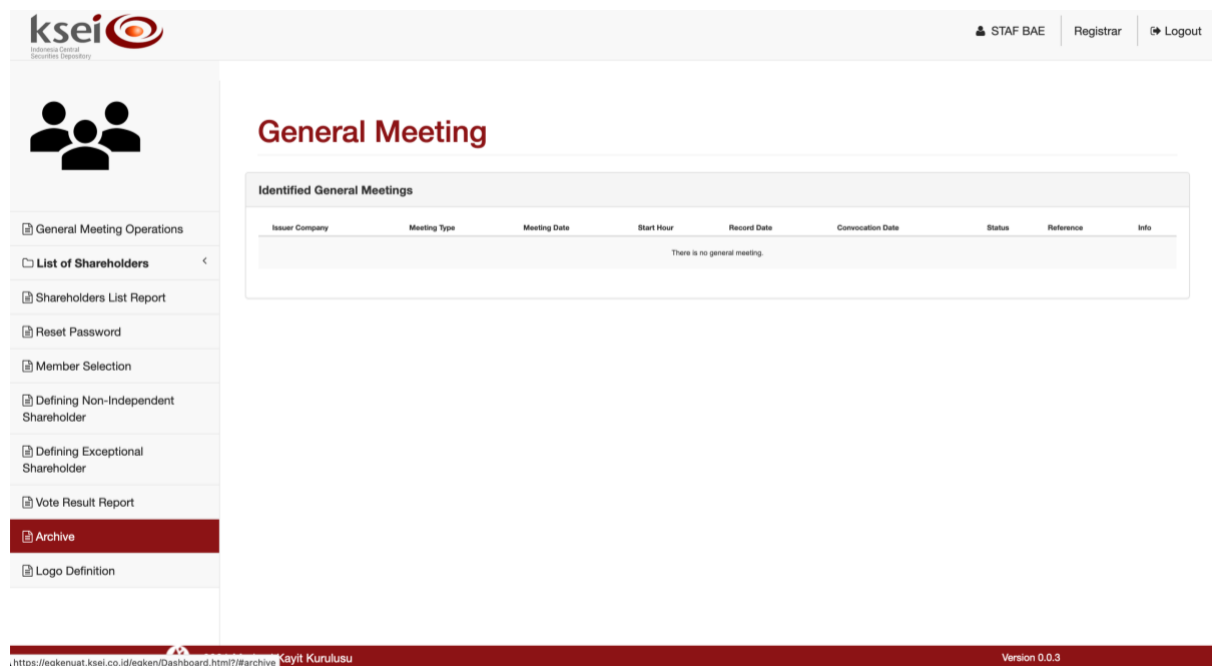 ksei
Indonesia Central
Securities Depository
STAF BAE
Registrar
Logout
General Meeting
Identified General Meetings
Issuer Company Meeting Type Meeting Date Start Hour Record Date Convocation Date Status Reference Info
There is no general meeting.
General Meeting Operations
List of Shareholders
Shareholders List Report
Reset Password
Member Selection
Defining Non-Independent
Shareholder
Defining Exceptional
Shareholder
Vote Result Report
Archive
Logo Definition
Kayit Kurulusu
Version 0.0.3
https://egkenuat.ksei.co.id/egken/Dashboard.html?/#archive